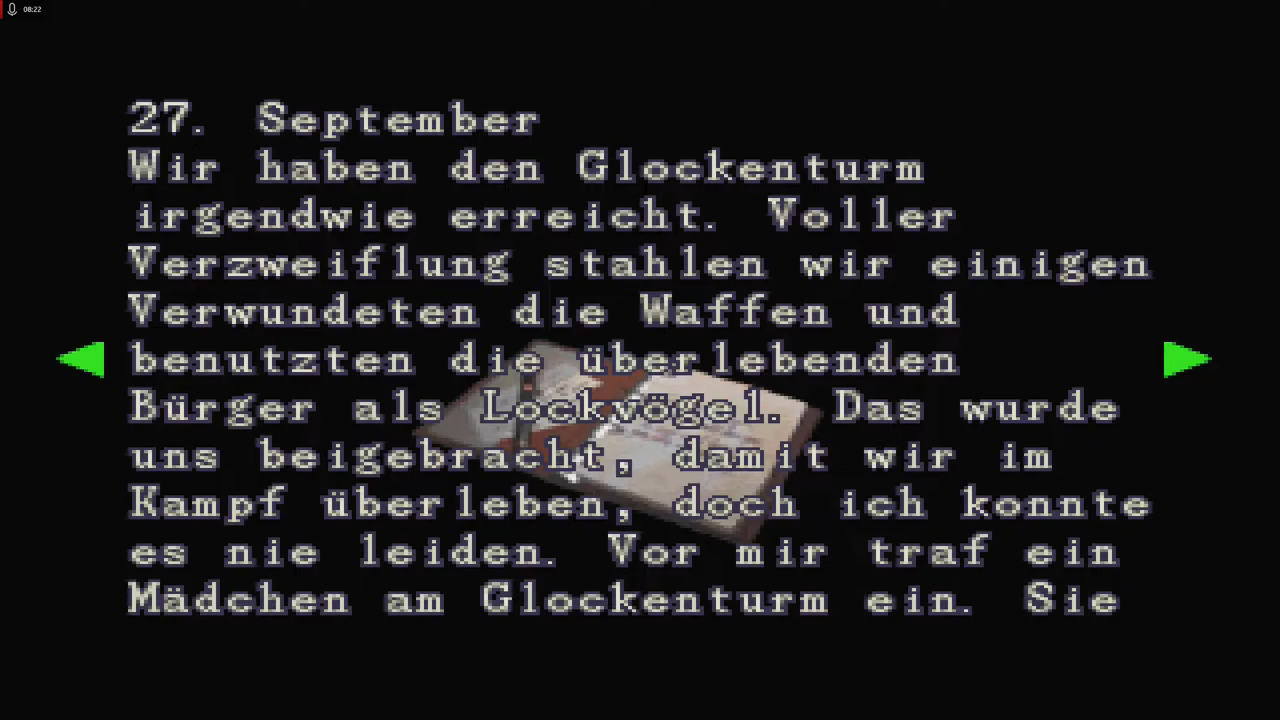 08:22
27. September
Wir haben den Glockenturm
irgendwie erreicht. Voller
Verzweiflung stahlen wir einigen
Verwundeten die Waffen und
benutzten die überlebenden
Bürger als Lockvögel. Das wurde
uns beigebracht, damit wir im
Kampf überleben, doch ich konnte
es nie leiden. Vor mir traf ein
Mädchen am Glockenturm ein. Sie